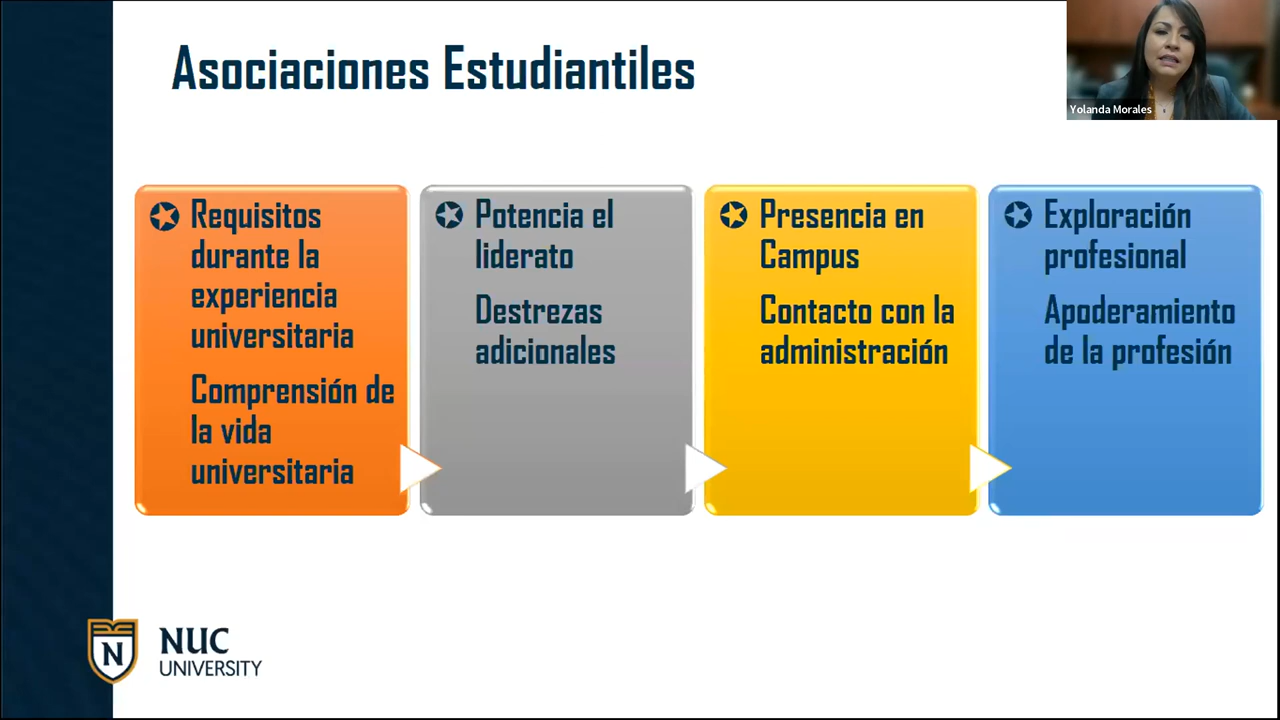 Asociaciones Estudiantiles
Yolanda Morales
Requisitos
durante la
experiencia
universitaria
Comprensión de
la vida
universitaria
Potencia el
liderato
Destrezas
adicionales
Presencia en
Campus
Contacto con la
administración
Exploración
profesional
Apoderamiento
de la profesión
N
NUC
UNIVERSITY